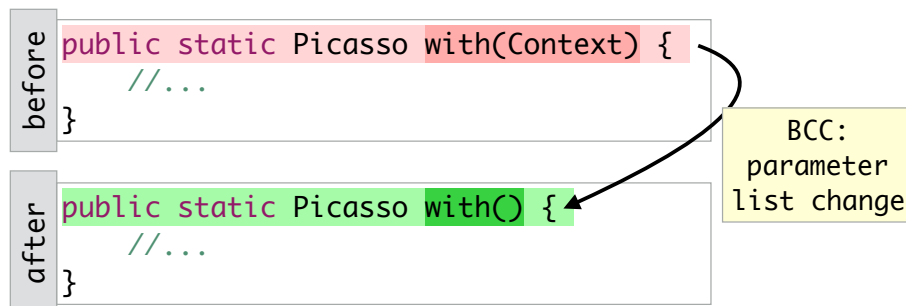 before
public static Picasso with(Context) {
//...
}
BCC:
parameter
list change
after
public static Picasso with() {
//...
}